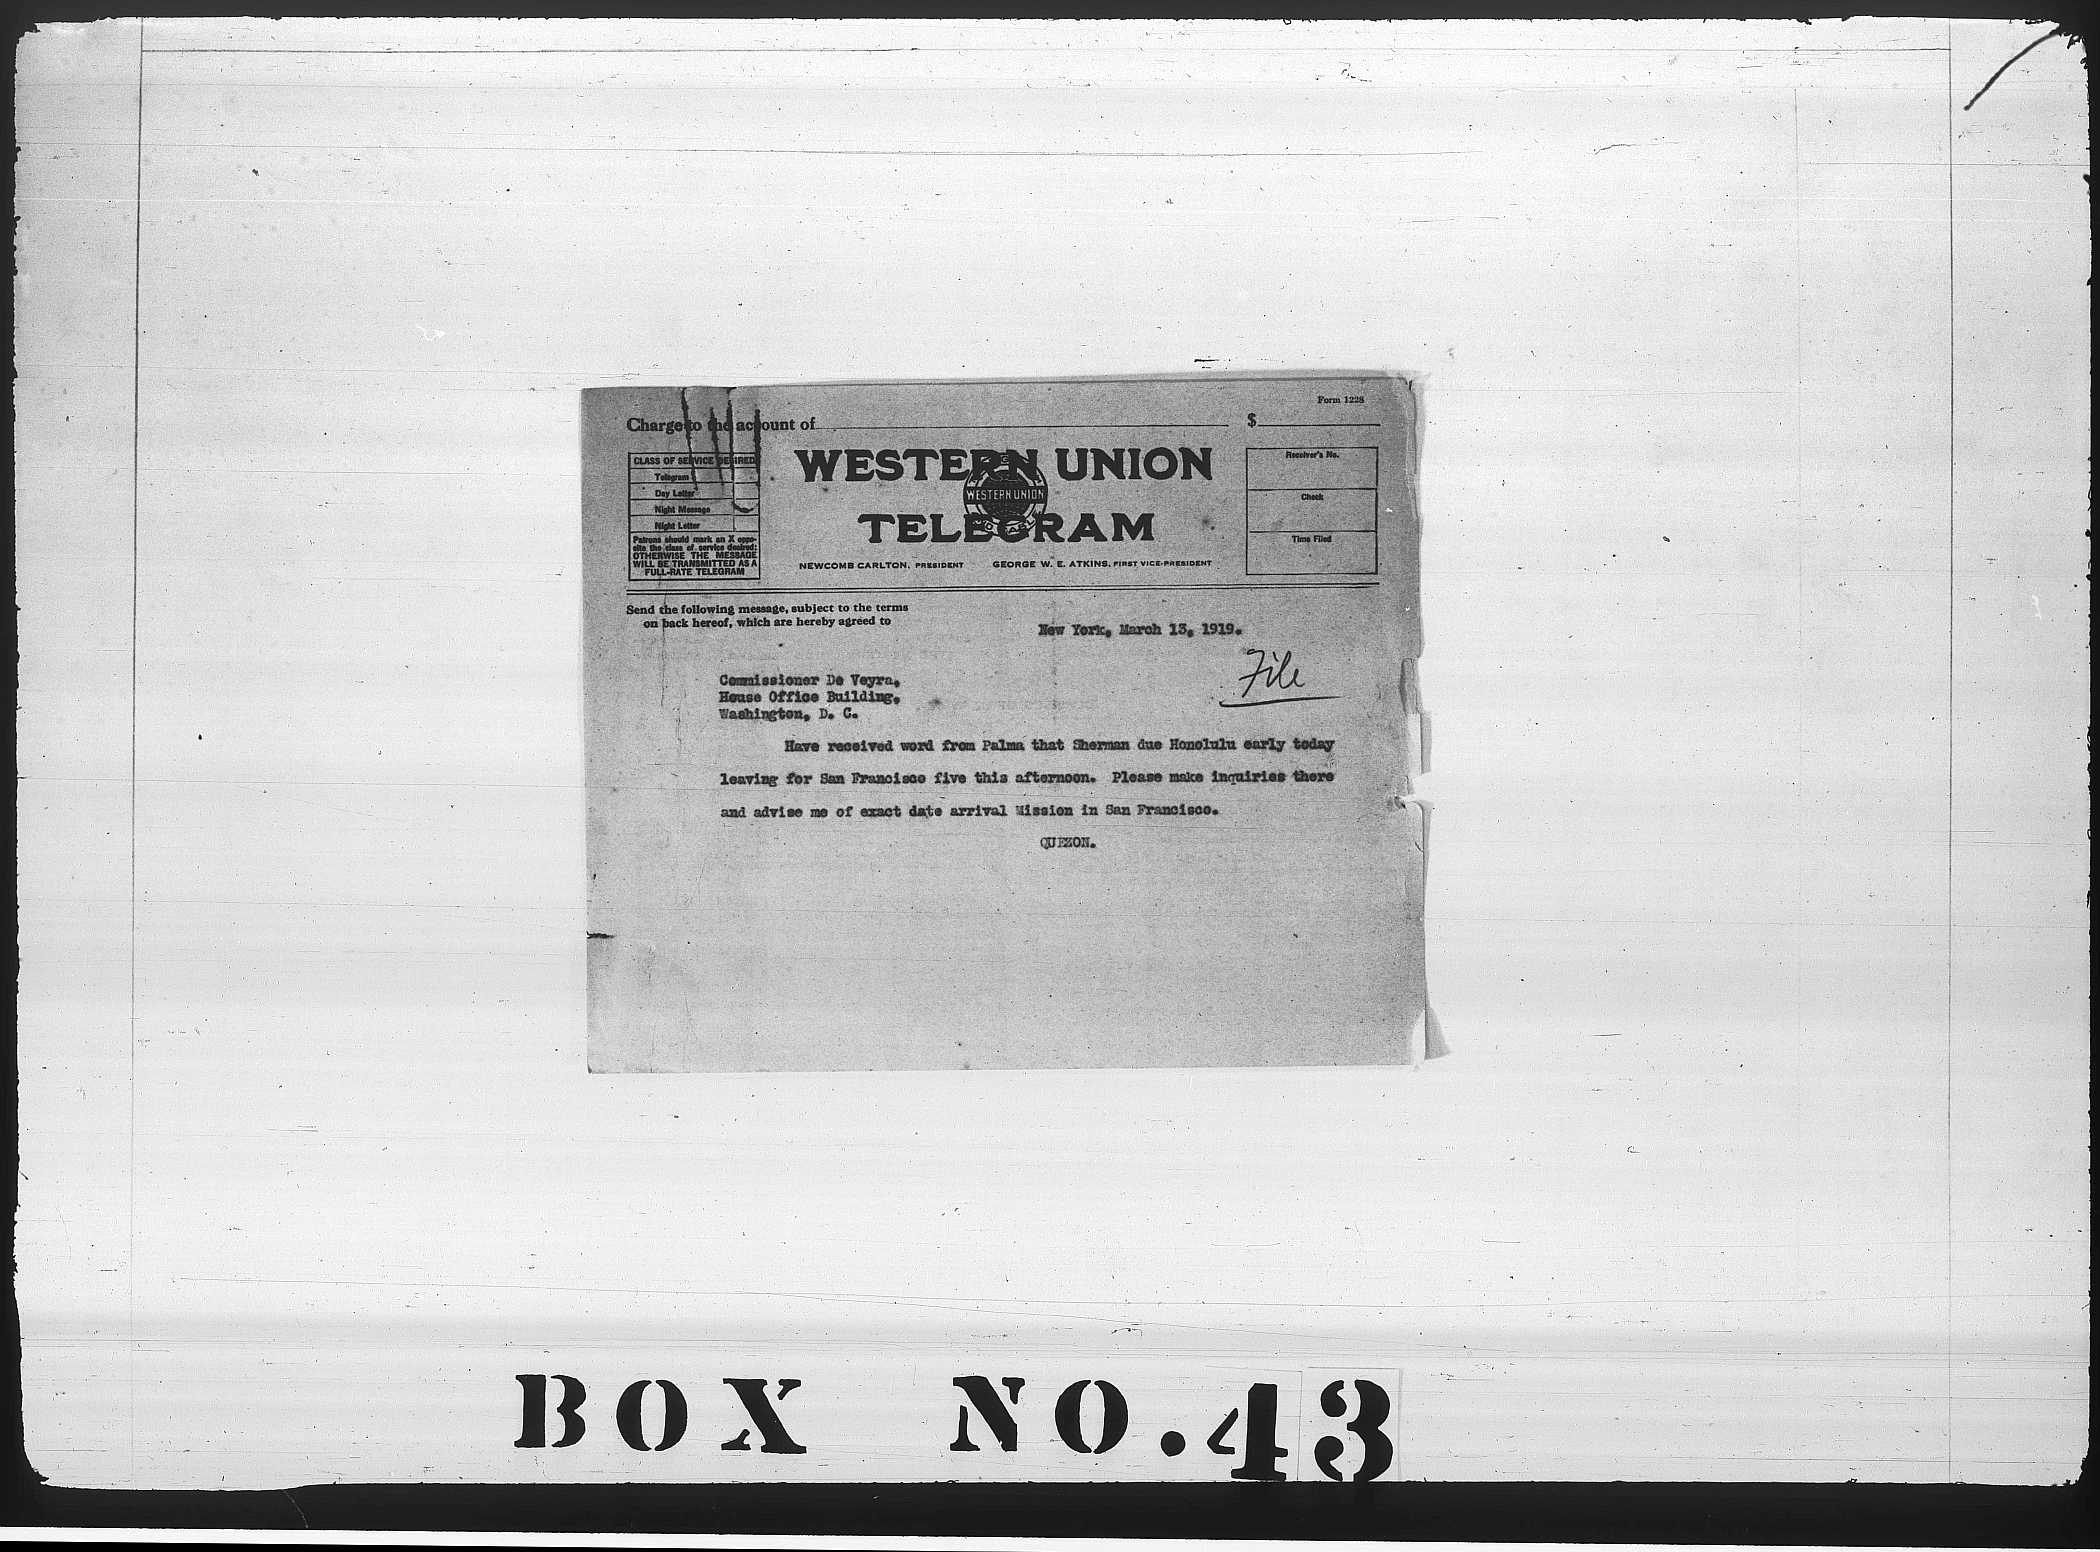 Form 1228
Charge to the account of $
CLASS OF SERVICE DESIRED
Telegram
Day Letter
Night Message
Night Letter
Patrons should mark an X oppo-
site the class of service desired;
OTHERWISE THE MESSAGE
WILL BE TRANSMITTED AS A
FULL-RATE TELEGRAM
WESTERN UNION
WESTERN UNION
TELEGRAM
NEWCOMB CARLTON, PRESIDENT GEORGE W. E. ATKINS, FIRST VICE-PRESIDENT
Receiver's No.
Check
Time Filed
Send the following message, subject to the terms
on back hereof, which are hereby agreed to
New York, March 13, 1919.
File
Commissioner De Veyra,
House Office Building,
Washington, D. C.
Have received word from Palma that Sherman due Honolulu early today
leaving for San Francisco five this afternoon. Please make inquiries there
and advise me of exact date arrival Mission in San Francisco.
QUEZON.
BOX NO. 43